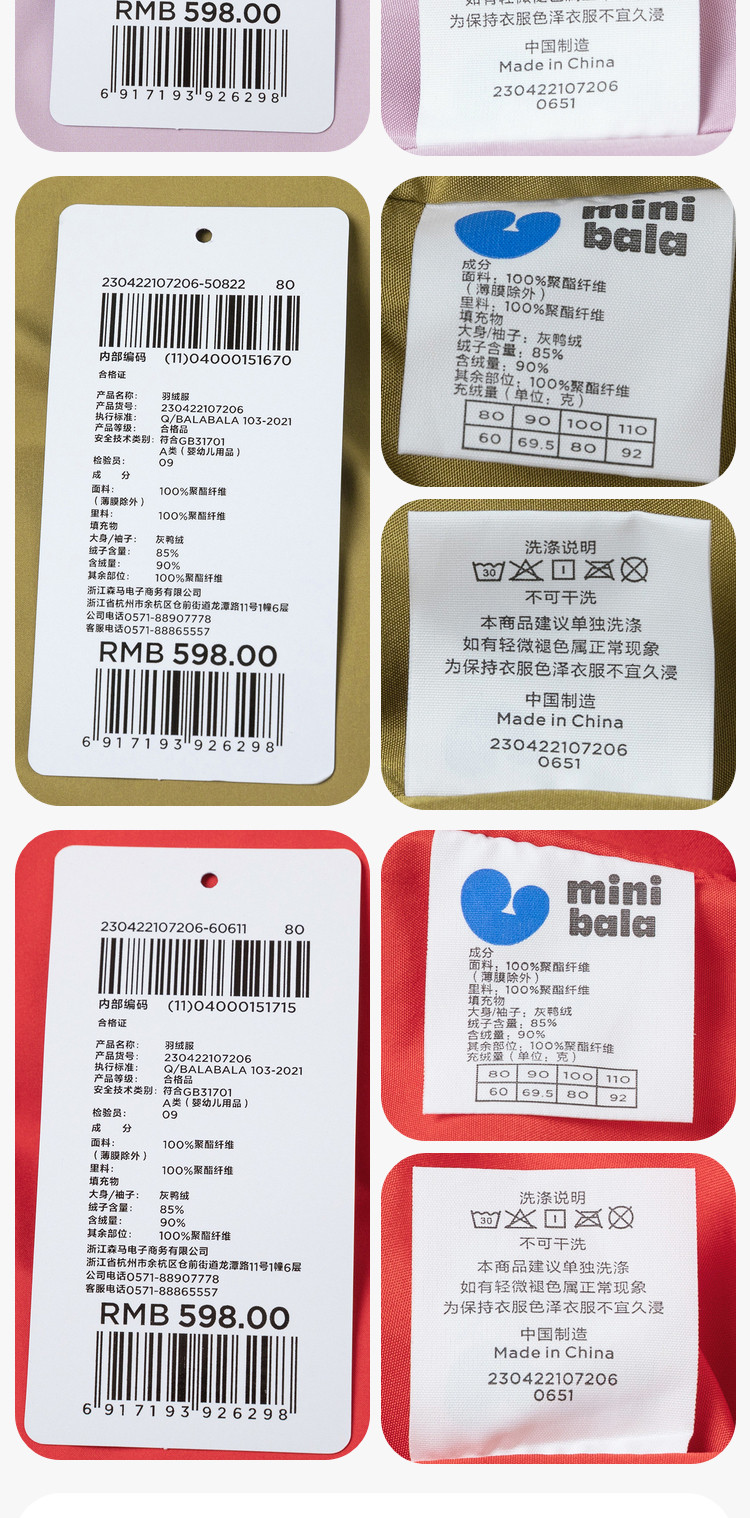 RMB 598.00
6 917193 926298
为保持衣服色泽衣服不宜久浸
中国制造
Made in China
230422107206
0651
230422107206-50822 80
内部编码 (11)04000151670
合格证
产品名称: 羽绒服
产品货号: 230422107206
执行标准: Q/BALABALA 103-2021
产品等级: 合格品
安全技术类别: 符合GB31701
A类(婴幼儿用品)
检验员: 09
成 分
面料: 100%聚酯纤维
(薄膜除外)
里料: 100%聚酯纤维
填充物
大身/袖子: 灰鸭绒
绒子含量: 85%
含绒量: 90%
其余部位: 100%聚酯纤维
浙江森马电子商务有限公司
浙江省杭州市余杭区仓前街道龙潭路11号1幢6层
公司电话0571-88907778
客服电话0571-88865557
RMB 598.00
6 917193 926298
mini
bala
成分
面料: 100%聚酯纤维
(薄膜除外)
里料: 100%聚酯纤维
填充物
大身/袖子: 灰鸭绒
绒子含量: 85%
含绒量: 90%
其余部位: 100%聚酯纤维
充绒量(单位: 克)
80 90 100 110
60 69.5 80 92
洗涤说明
30
不可干洗
本商品建议单独洗涤
如有轻微褪色属正常现象
为保持衣服色泽衣服不宜久浸
中国制造
Made in China
230422107206
0651
230422107206-60611 80
内部编码 (11)04000151715
合格证
产品名称: 羽绒服
产品货号: 230422107206
执行标准: Q/BALABALA 103-2021
产品等级: 合格品
安全技术类别: 符合GB31701
A类(婴幼儿用品)
检验员: 09
成 分
面料: 100%聚酯纤维
(薄膜除外)
里料: 100%聚酯纤维
填充物
大身/袖子: 灰鸭绒
绒子含量: 85%
含绒量: 90%
其余部位: 100%聚酯纤维
浙江森马电子商务有限公司
浙江省杭州市余杭区仓前街道龙潭路11号1幢6层
公司电话0571-88907778
客服电话0571-88865557
RMB 598.00
6 917193 926298
mini
bala
成分
面料: 100%聚酯纤维
(薄膜除外)
里料: 100%聚酯纤维
填充物
大身/袖子: 灰鸭绒
绒子含量: 85%
含绒量: 90%
其余部位: 100%聚酯纤维
充绒量(单位: 克)
80 90 100 110
60 69.5 80 92
洗涤说明
30
不可干洗
本商品建议单独洗涤
如有轻微褪色属正常现象
为保持衣服色泽衣服不宜久浸
中国制造
Made in China
230422107206
0651